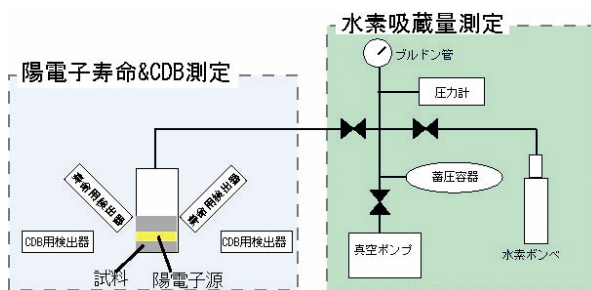 水素吸蔵量測定
ブルドン管
陽電子寿命&CDB測定
圧力計
寿命用検出器
寿命用検出器
蓄圧容器
CDB用検出器
CDB用検出器
真空ポンプ
水素ボンベ
試料
陽電子源